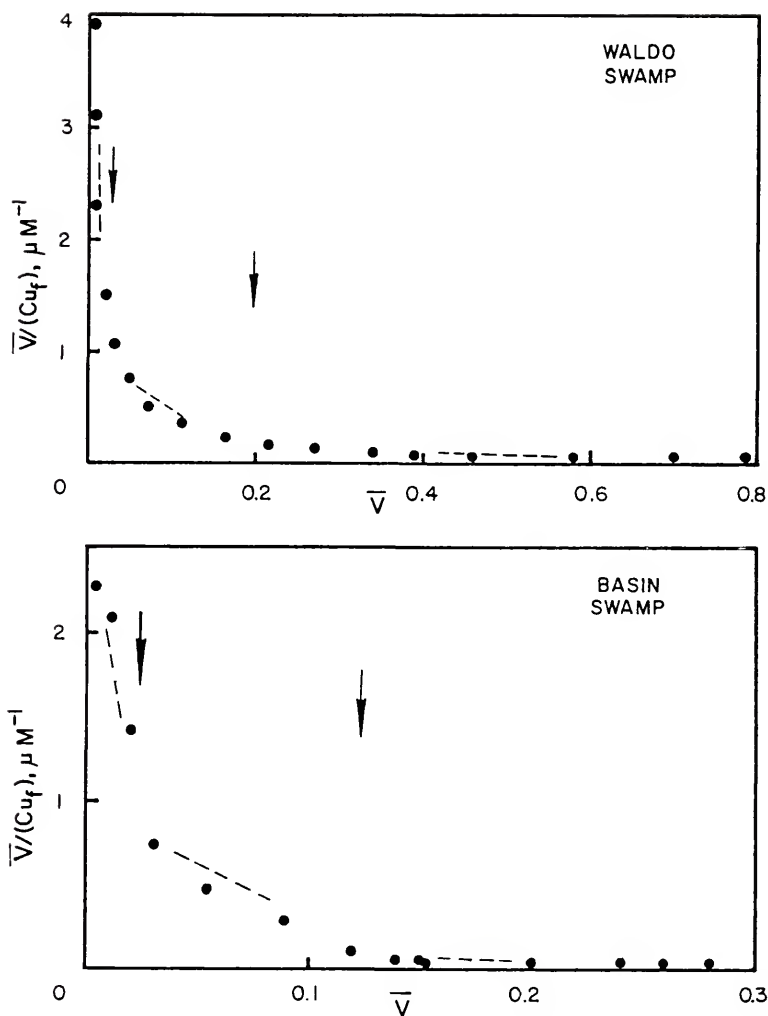 WALDO
SWAMP
4
3
2
1
0
0.2
0.4
0.6
0.8
V̅/(Cu_f), μM⁻¹
V̅
BASIN
SWAMP
2
1
0
0.1
0.2
0.3
V̅/(Cu_f), μM⁻¹
V̅